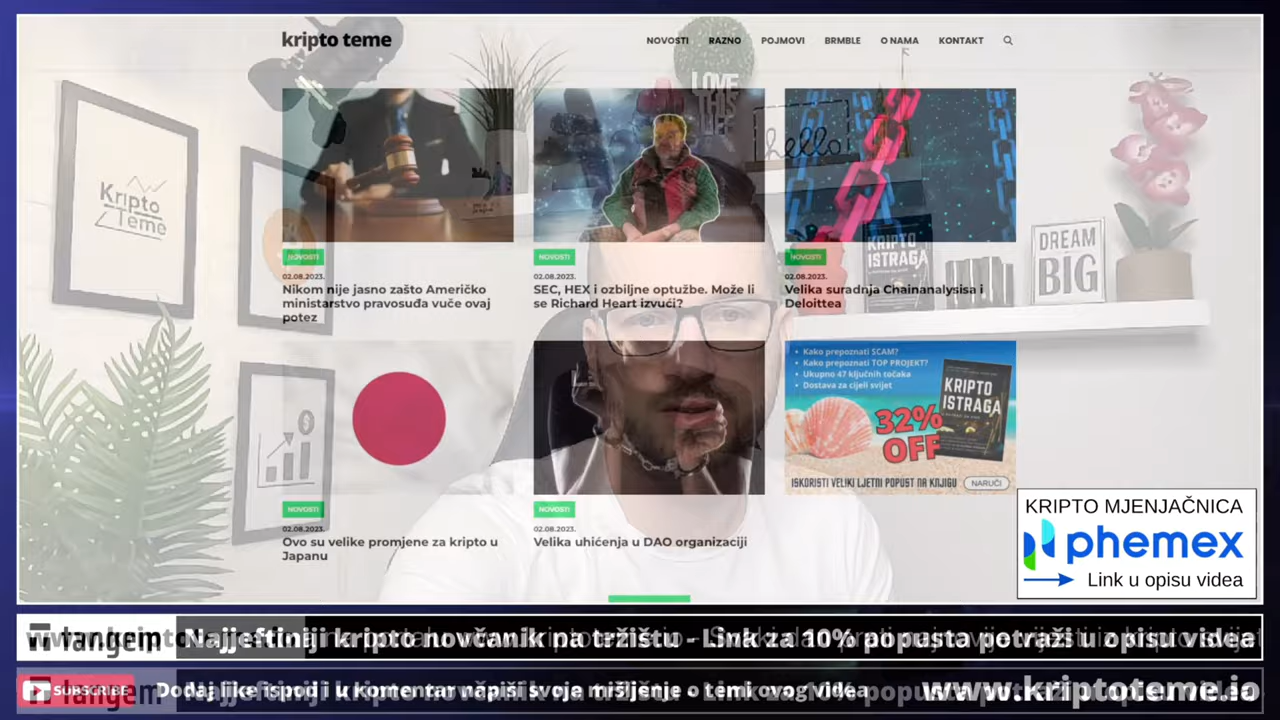 kripto teme
NOVOSTI
RAZNO
POJMOVI
BRMBLE
O NAMA
KONTAKT
LOVE
THIS
LIFE
hello
Kripto
Teme
KRIPTO
ISTRAGA
DREAM
BIG
NOVOSTI
02.08.2023.
Nikom nije jasno zašto Američko
ministarstvo pravosuđa vuče ovaj
potez
NOVOSTI
02.08.2023.
SEC, HEX i ozbiljne optužbe. Može li
se Richard Heart izvući?
NOVOSTI
02.08.2023.
Velika suradnja Chainanalysisa i
Deloittea
NOVOSTI
02.08.2023.
Ovo su velike promjene za kripto u
Japanu
NOVOSTI
02.08.2023.
Velika uhićenja u DAO organizaciji
• Kako prepoznati SCAM?
• Kako prepoznati TOP PROJEKT?
• Ukupno 47 ključnih točaka
• Dostava za cijeli svijet
KRIPTO
ISTRAGA
32%
OFF
ISKORISTI VELIKI LJETNI POPUST NA KNJIGU
NARUČI
KRIPTO MJENJAČNICA
phemex
Link u opisu videa
tangem
Najjeftiniji kripto novčanik na tržištu - Link za 10% popusta potraži u opisu videa
SUBSCRIBE
tangem
Dodaj like ispod i u komentar napiši svoje mišljenje o temi ovog videa
www.kriptoteme.io